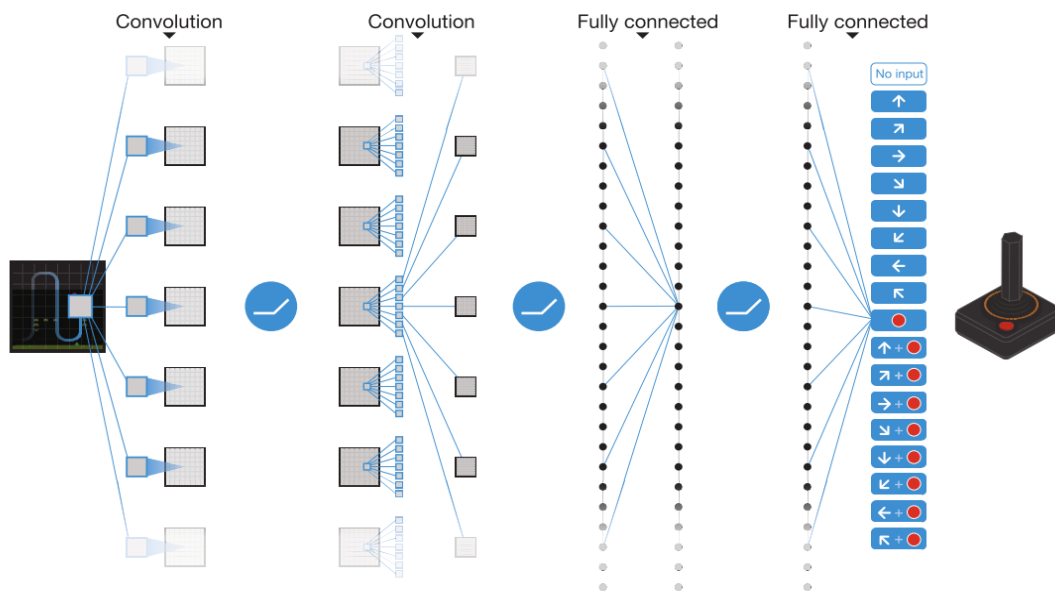 Convolution
Convolution
Fully connected
Fully connected
No input
+
+
+
+
+
+
+
+